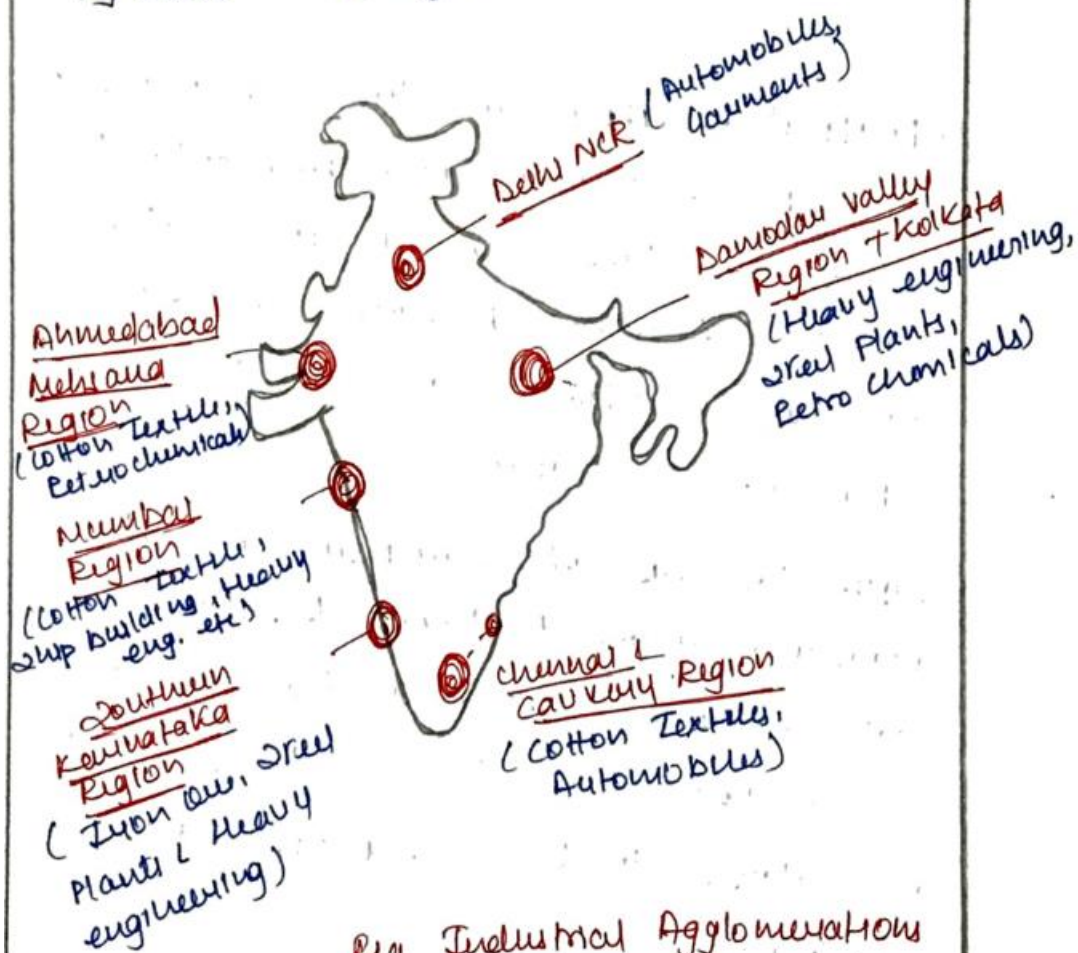 Delhi NCR
(Automobiles,
Garments)
Damodar Valley
Region + Kolkata
(Heavy engineering,
Steel Plants,
Petro chemicals)
Ahmedabad
Mehsana
Region
(Cotton Textile,
Petrochemicals)
Mumbai
Region
(Cotton Textile,
Ship building, Heavy
eng. etc)
Southern
Karnataka
Region
(Iron Ore, Steel
Plants & Heavy
engineering)
Chennai &
Cauvery Region
(Cotton Textiles,
Automobiles)
Fig. Industrial Agglomerations